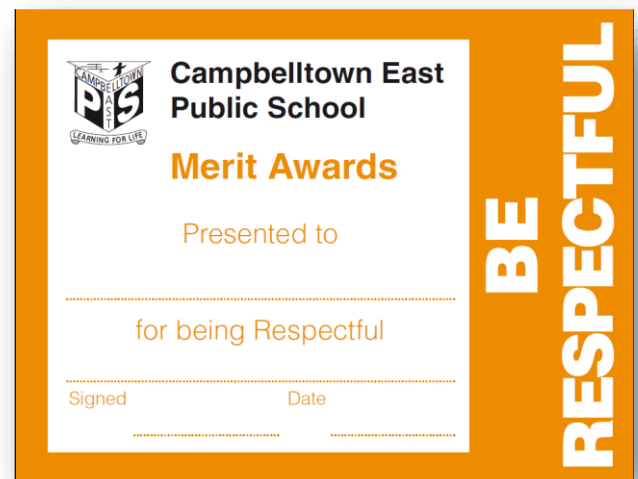 CAMPBELLTOWN
EAST
PS
LEARNING FOR LIFE
Campbelltown East
Public School
Merit Awards
Presented to
for being Respectful
Signed Date
BE
RESPECTFUL